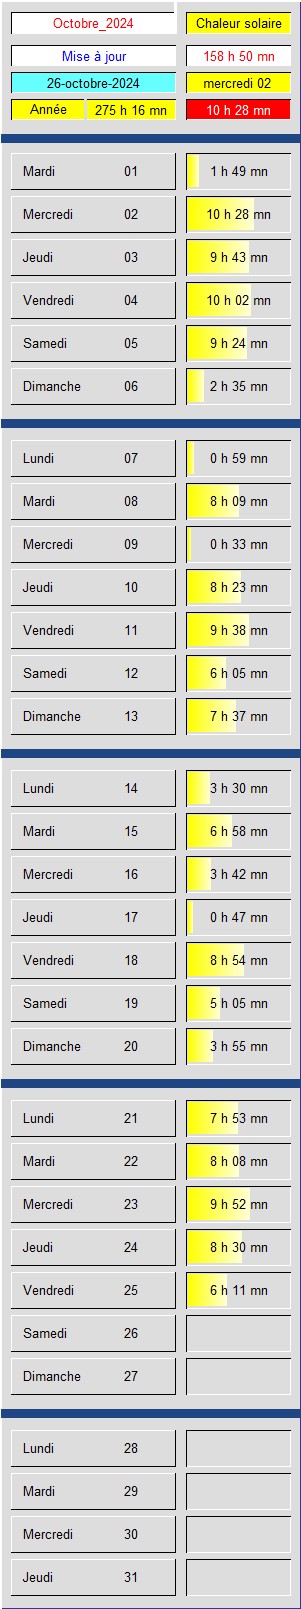 Octobre_2024 Chaleur solaire
Mise à jour 158 h 50 mn
26-octobre-2024 mercredi 02
Année 275 h 16 mn 10 h 28 mn
Mardi 01 1 h 49 mn
Mercredi 02 10 h 28 mn
Jeudi 03 9 h 43 mn
Vendredi 04 10 h 02 mn
Samedi 05 9 h 24 mn
Dimanche 06 2 h 35 mn
Lundi 07 0 h 59 mn
Mardi 08 8 h 09 mn
Mercredi 09 0 h 33 mn
Jeudi 10 8 h 23 mn
Vendredi 11 9 h 38 mn
Samedi 12 6 h 05 mn
Dimanche 13 7 h 37 mn
Lundi 14 3 h 30 mn
Mardi 15 6 h 58 mn
Mercredi 16 3 h 42 mn
Jeudi 17 0 h 47 mn
Vendredi 18 8 h 54 mn
Samedi 19 5 h 05 mn
Dimanche 20 3 h 55 mn
Lundi 21 7 h 53 mn
Mardi 22 8 h 08 mn
Mercredi 23 9 h 52 mn
Jeudi 24 8 h 30 mn
Vendredi 25 6 h 11 mn
Samedi 26
Dimanche 27
Lundi 28
Mardi 29
Mercredi 30
Jeudi 31